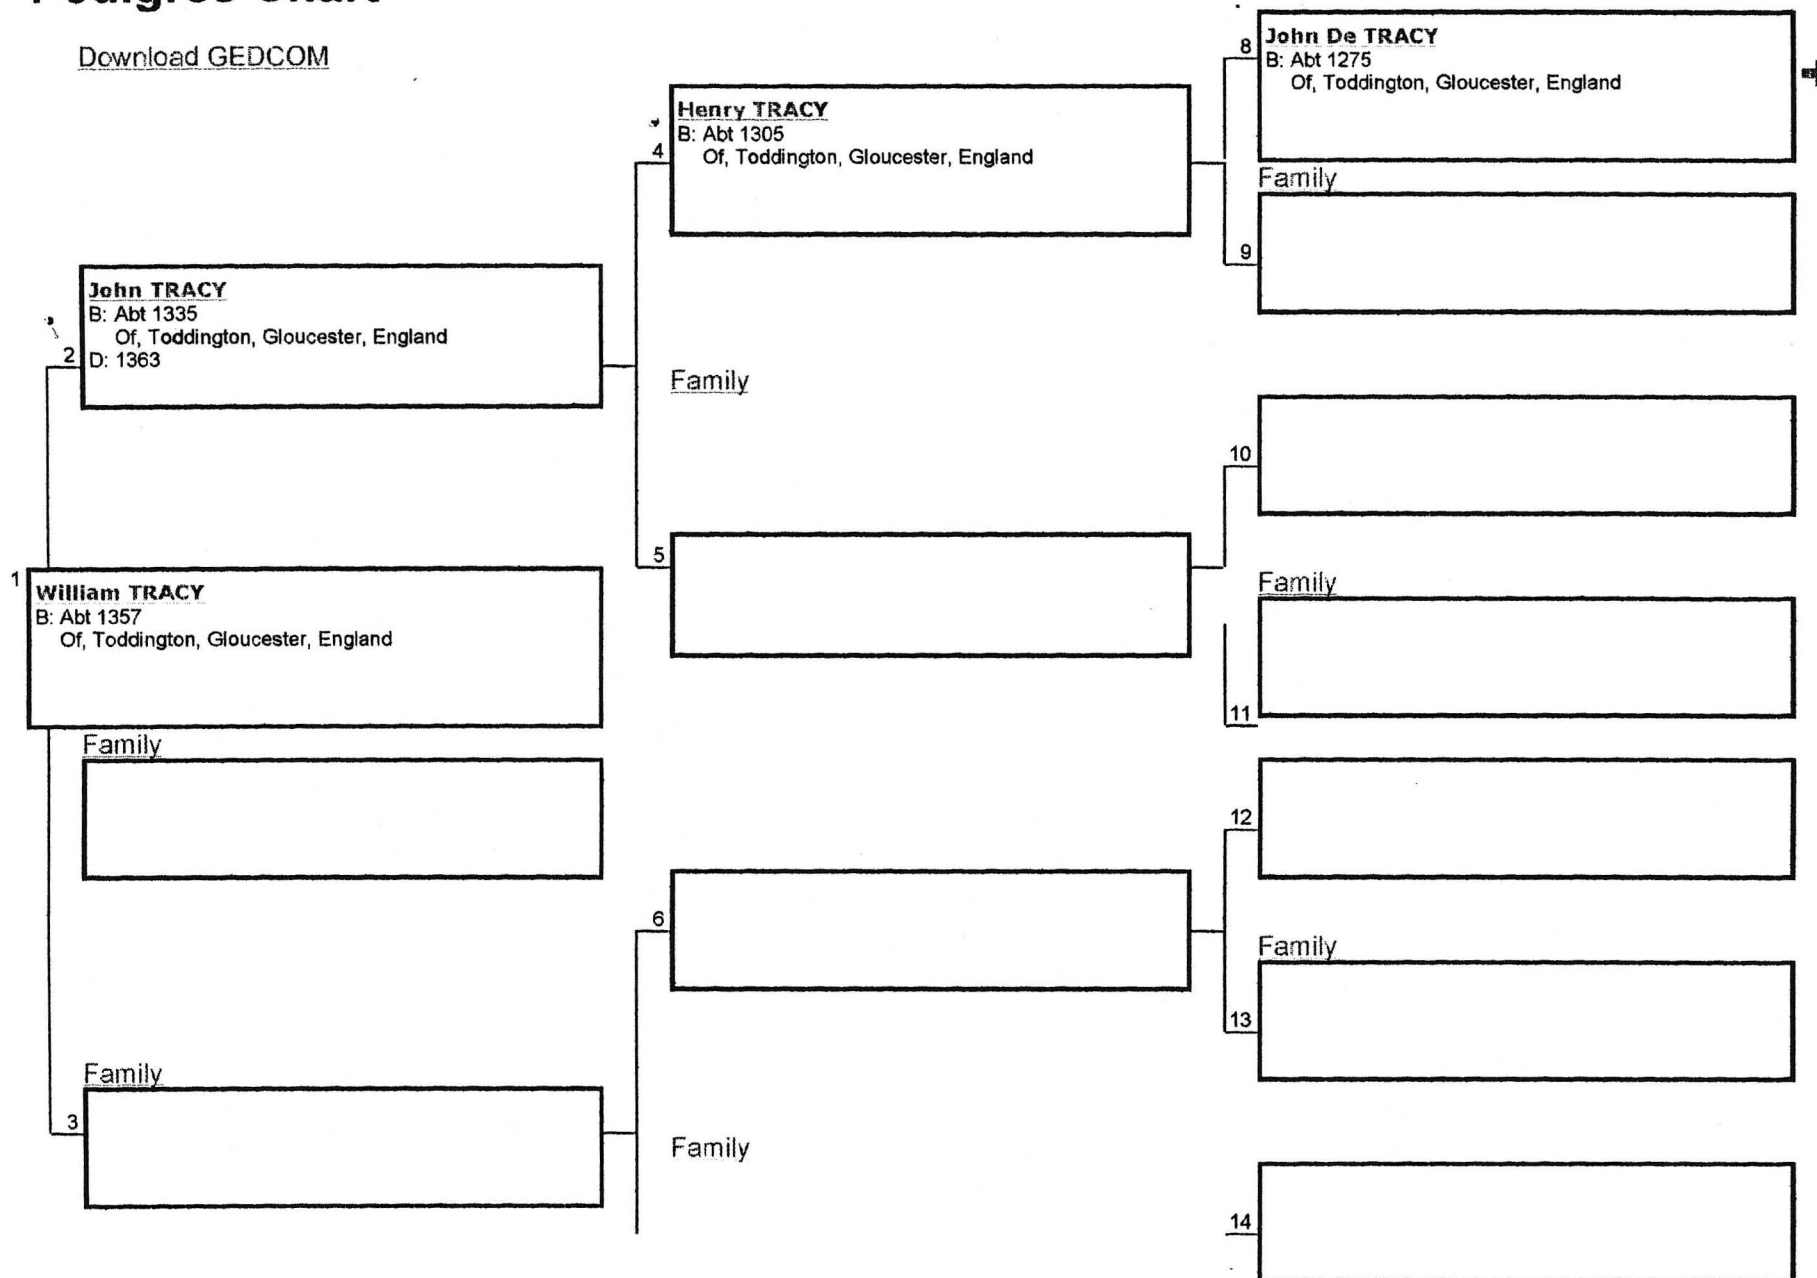 Download GEDCOM
8
John De TRACY
B: Abt 1275
Of, Toddington, Gloucester, England
Henry TRACY
B: Abt 1305
Of, Toddington, Gloucester, England
4
Family
9
John TRACY
B: Abt 1335
Of, Toddington, Gloucester, England
D: 1363
2
Family
10
5
1
William TRACY
B: Abt 1357
Of, Toddington, Gloucester, England
Family
11
Family
12
6
Family
13
Family
3
Family
14